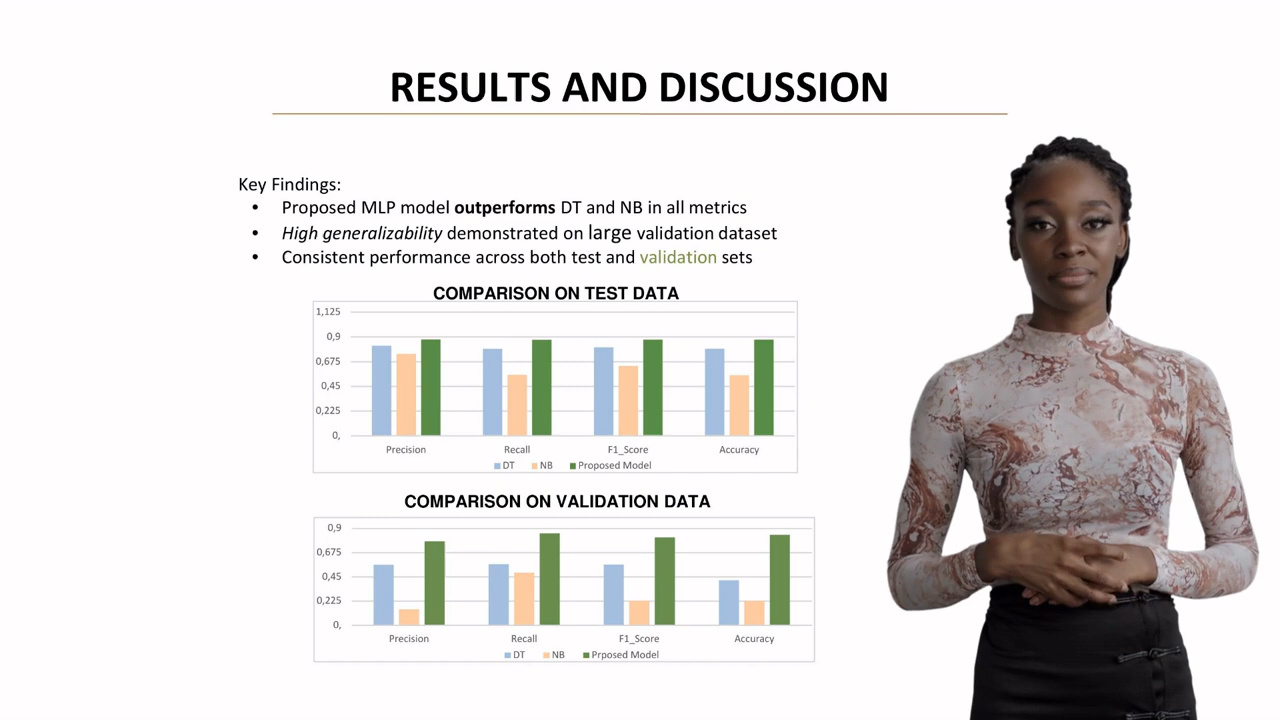 RESULTS AND DISCUSSION
Key Findings:
• Proposed MLP model outperforms DT and NB in all metrics
• High generalizability demonstrated on large validation dataset
• Consistent performance across both test and validation sets
COMPARISON ON TEST DATA
1,125
0,9
0,675
0,45
0,225
0,
Precision Recall F1_Score Accuracy
DT NB Proposed Model
COMPARISON ON VALIDATION DATA
0,9
0,675
0,45
0,225
0,
Precision Recall F1_Score Accuracy
DT NB Prposed Model